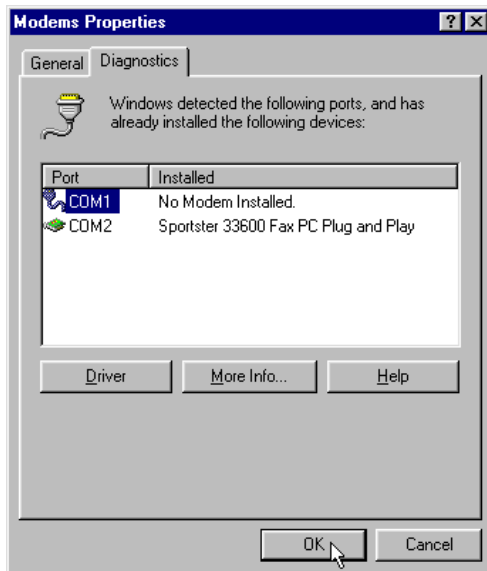 Modems Properties
General Diagnostics
Windows detected the following ports, and has
already installed the following devices:
Port Installed
COM1 No Modem Installed.
COM2 Sportster 33600 Fax PC Plug and Play
Driver More Info... Help
OK Cancel